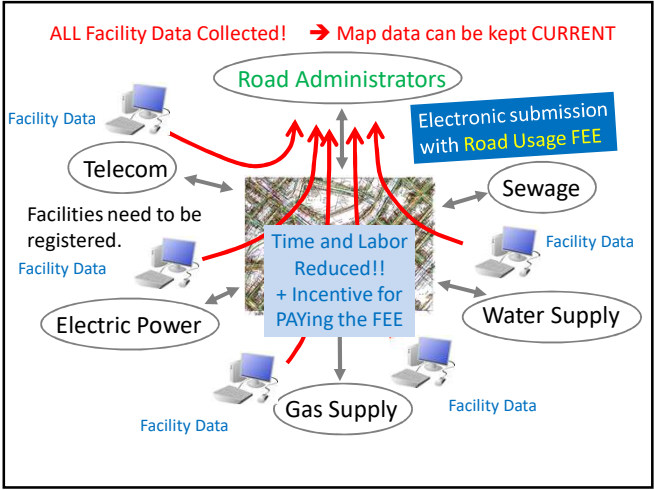 ALL Facility Data Collected! ➔ Map data can be kept CURRENT
Road Administrators
Facility Data
Electronic submission
with Road Usage FEE
Telecom
Sewage
Facilities need to be
registered.
Facility Data
Time and Labor
Reduced!!
+ Incentive for
PAYing the FEE
Facility Data
Electric Power
Water Supply
Facility Data
Gas Supply
Facility Data